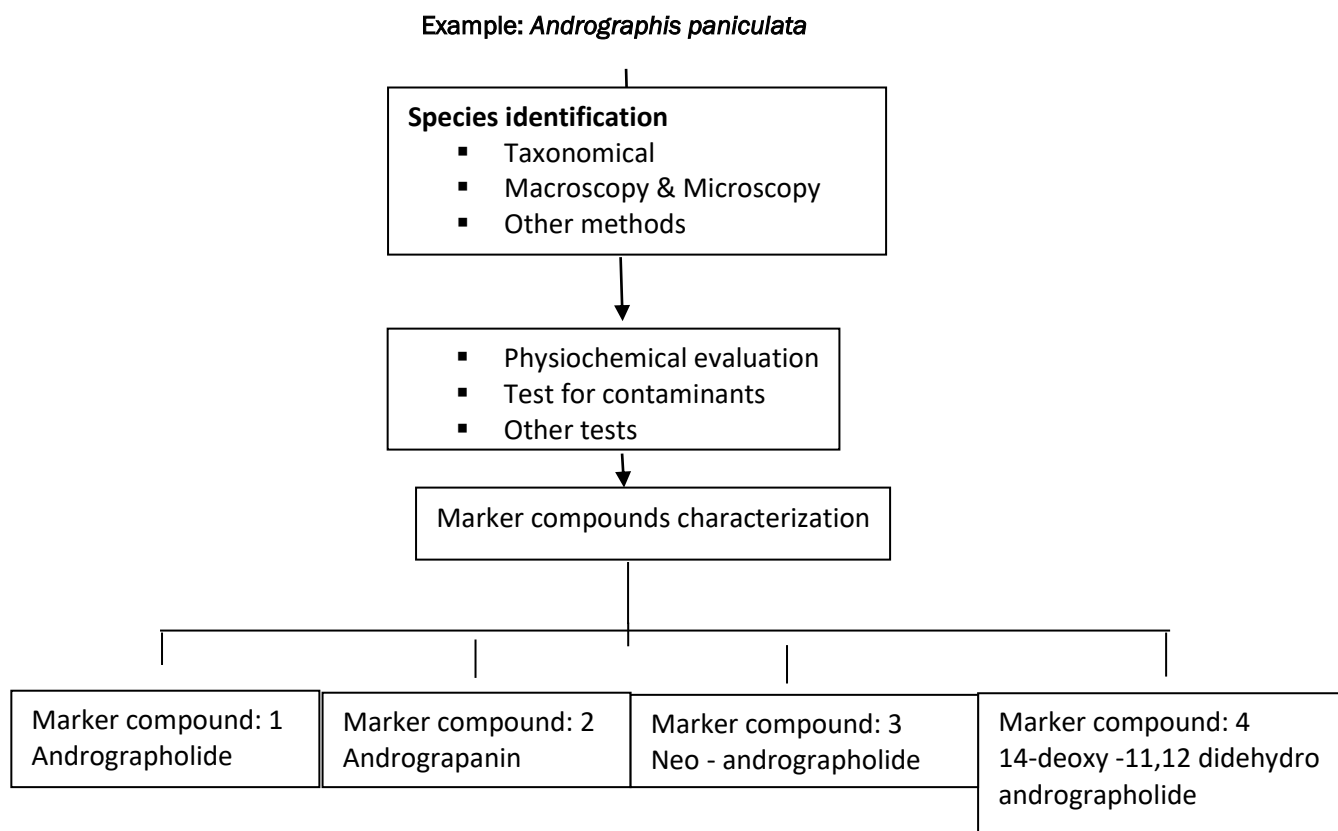 Example: Andrographis paniculata
Species identification
▪ Taxonomical
▪ Macroscopy & Microscopy
▪ Other methods
▪ Physiochemical evaluation
▪ Test for contaminants
▪ Other tests
Marker compounds characterization
Marker compound: 1
Andrographolide
Marker compound: 2
Andrograpanin
Marker compound: 3
Neo - andrographolide
Marker compound: 4
14-deoxy -11,12 didehydro
andrographolide